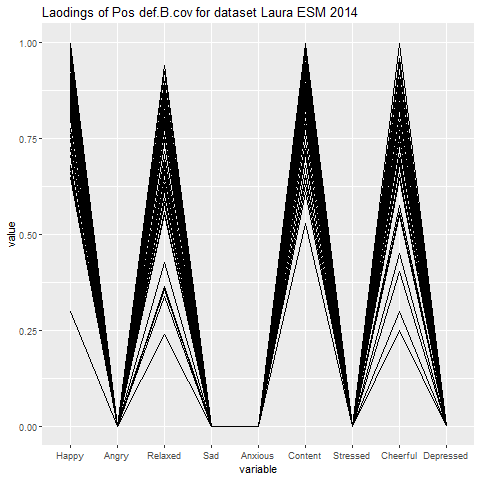 Laodings of Pos def.B.cov for dataset Laura ESM 2014
1.00
0.75
0.50
0.25
0.00
value
Happy Angry Relaxed Sad Anxious Content Stressed Cheerful Depressed
variable